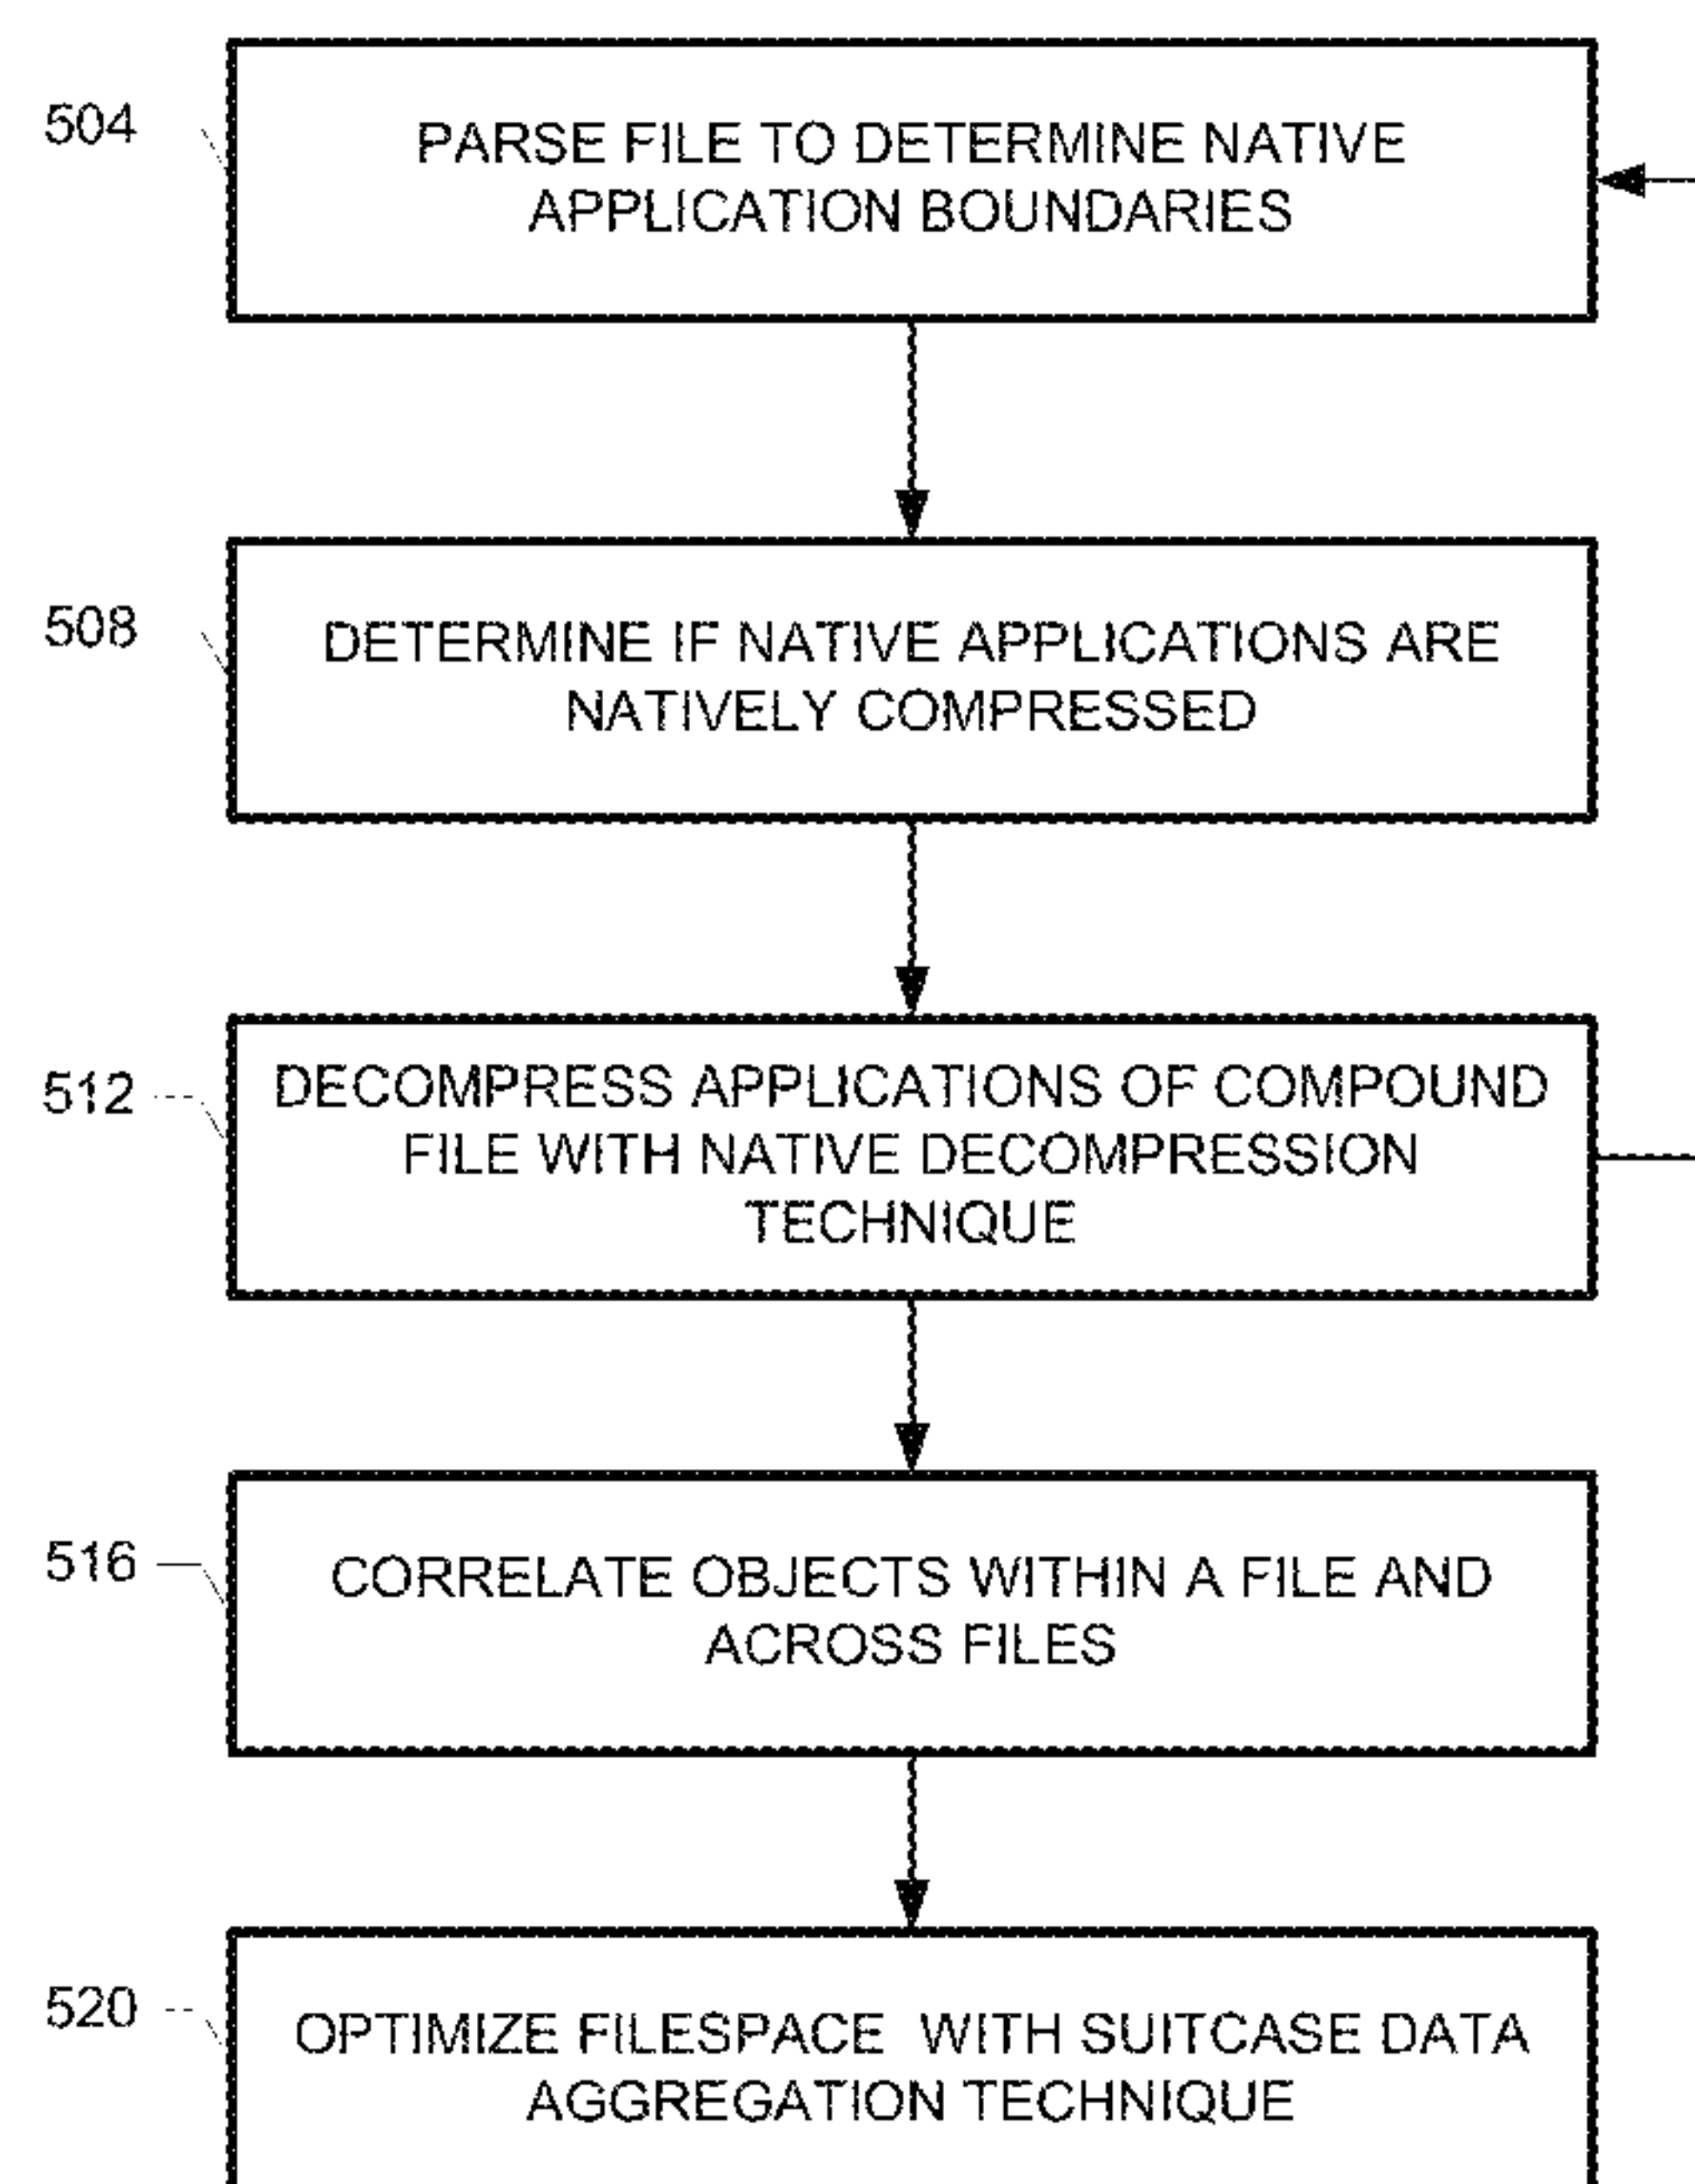 504
PARSE FILE TO DETERMINE NATIVE
APPLICATION BOUNDARIES
508
DETERMINE IF NATIVE APPLICATIONS ARE
NATIVELY COMPRESSED
512
DECOMPRESS APPLICATIONS OF COMPOUND
FILE WITH NATIVE DECOMPRESSION
TECHNIQUE
516
CORRELATE OBJECTS WITHIN A FILE AND
ACROSS FILES
520
OPTIMIZE FILESPACE WITH SUITCASE DATA
AGGREGATION TECHNIQUE